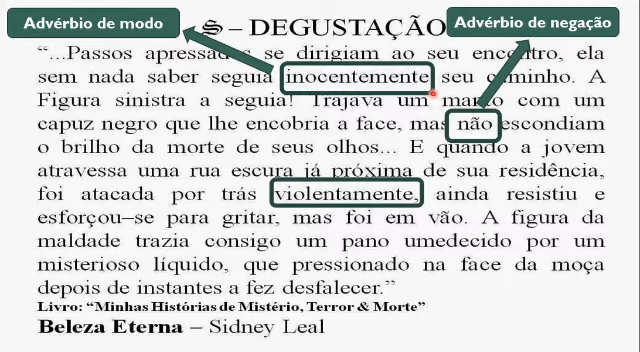 Advérbio de modo
S – DEGUSTAÇÃO
Advérbio de negação
“...Passos apressados se dirigiam ao seu encontro, ela
sem nada saber seguia inocentemente seu caminho. A
Figura sinistra a seguia! Trajava um manto com um
capuz negro que lhe encobria a face, mas não escondiam
o brilho da morte de seus olhos... E quando a jovem
atravessa uma rua escura já próxima de sua residência,
foi atacada por trás violentamente, ainda resistiu e
esforçou–se para gritar, mas foi em vão. A figura da
maldade trazia consigo um pano umedecido por um
misterioso líquido, que pressionado na face da moça
depois de instantes a fez desfalecer.”
Livro: “Minhas Histórias de Mistério, Terror & Morte”
Beleza Eterna – Sidney Leal